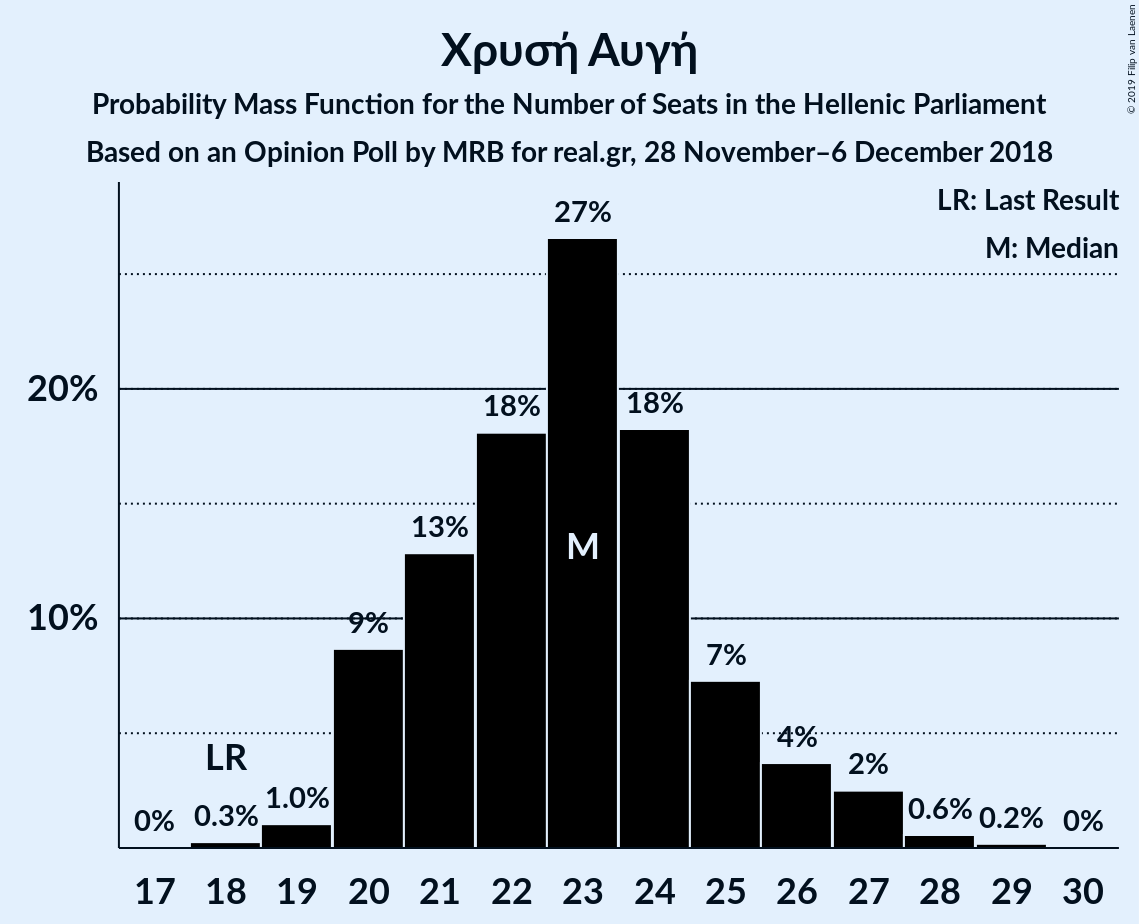 Χρυσή Αυγή
Probability Mass Function for the Number of Seats in the Hellenic Parliament
Based on an Opinion Poll by MRB for real.gr, 28 November–6 December 2018
© 2019 Filip van Laenen
LR: Last Result
M: Median
27%
20%
18% 18%
13%
M
10%
9%
7%
4%
LR
2%
0% 0.3% 1.0% 0.6% 0.2% 0%
17 18 19 20 21 22 23 24 25 26 27 28 29 30